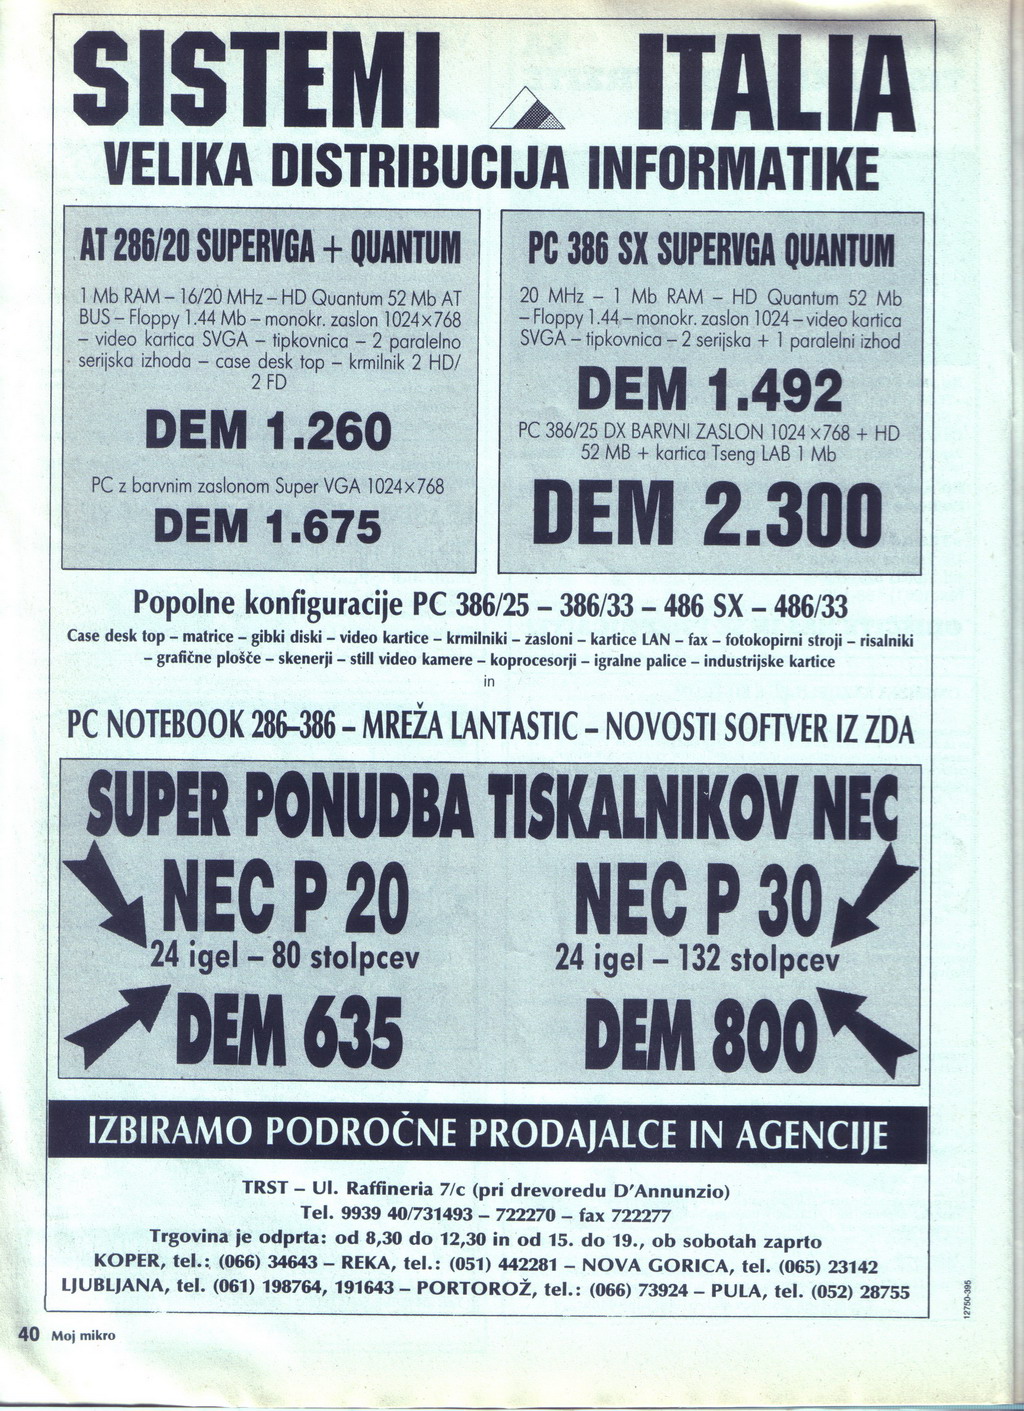 SISTEMI ITALIA
VELIKA DISTRIBUCIJA INFORMATIKE
AT 286/20 SUPERVGA + QUANTUM
1 Mb RAM – 16/20 MHz – HD Quantum 52 Mb AT
BUS – Floppy 1.44 Mb – monokr. zaslon 1024×768
– video kartica SVGA – tipkovnica – 2 paralelno
serijska izhoda – case desk top – krmilnik 2 HD/
2 FD
DEM 1.260
PC z barvnim zaslonom Super VGA 1024×768
DEM 1.675
PC 386 SX SUPERVGA QUANTUM
20 MHz – 1 Mb RAM – HD Quantum 52 Mb
– Floppy 1.44 – monokr. zaslon 1024 – video kartica
SVGA – tipkovnica – 2 serijska + 1 paralelni izhod
DEM 1.492
PC 386/25 DX BARVNI ZASLON 1024 ×768 + HD
52 MB + kartica Tseng LAB 1 Mb
DEM 2.300
Popolne konfiguracije PC 386/25 – 386/33 – 486 SX – 486/33
Case desk top – matrice – gibki diski – video kartice – krmilniki – zasloni – kartice LAN – fax – fotokopirni stroji – risalniki
– grafične plošče – skenerji – still video kamere – koprocesorji – igralne palice – industrijske kartice
in
PC NOTEBOOK 286–386 – MREŽA LANTASTIC – NOVOSTI SOFTVER IZ ZDA
SUPER PONUDBA TISKALNIKOV NEC
NEC P 20
24 igel – 80 stolpcev
DEM 635
NEC P 30
24 igel – 132 stolpcev
DEM 800
IZBIRAMO PODROČNE PRODAJALCE IN AGENCIJE
TRST – Ul. Raffineria 7/c (pri drevoredu D'Annunzio)
Tel. 9939 40/731493 – 722270 – fax 722277
Trgovina je odprta: od 8,30 do 12,30 in od 15. do 19., ob sobotah zaprto
KOPER, tel.: (066) 34643 – REKA, tel.: (051) 442281 – NOVA GORICA, tel. (065) 23142
LJUBLJANA, tel. (061) 198764, 191643 – PORTOROŽ, tel.: (066) 73924 – PULA, tel. (052) 28755
12750-395
40 Moj mikro